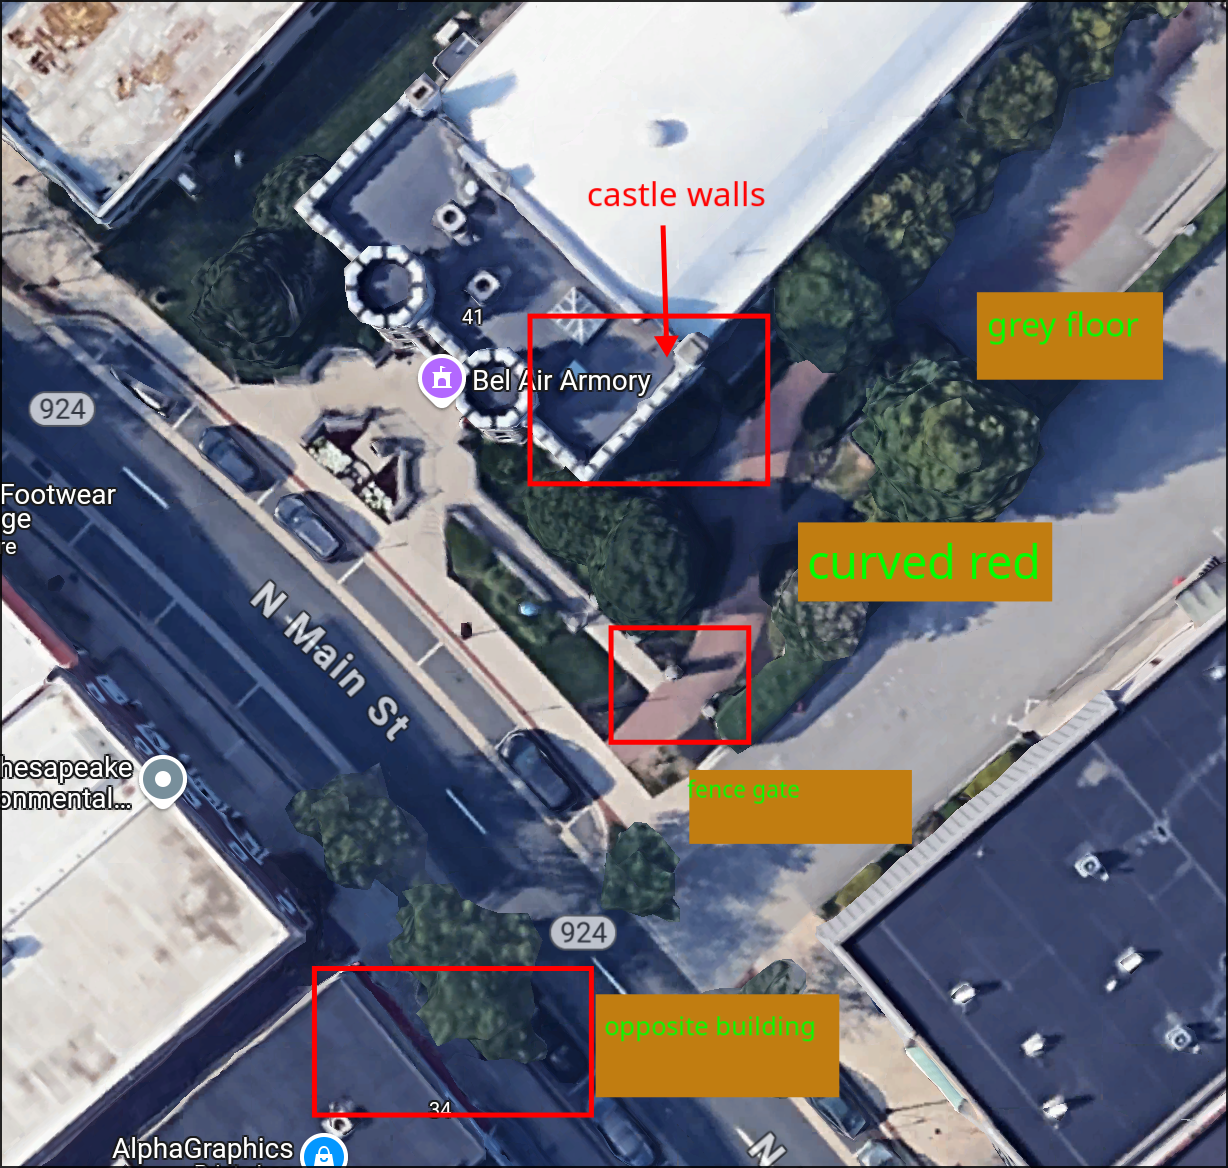 castle walls
grey floor
41
Bel Air Armory
924
Footwear
ge
re
curved red
N Main St
hesapeake
onmental...
fence gate
924
opposite building
34
AlphaGraphics
N